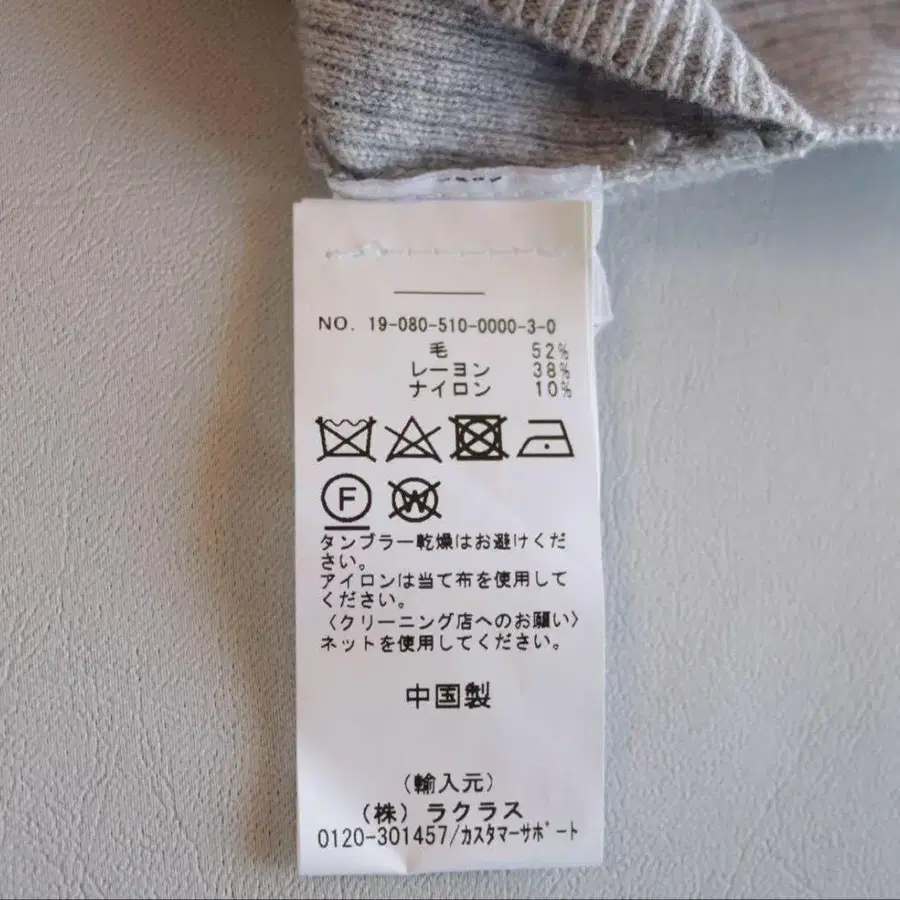 NO. 19-080-510-0000-3-0
毛 52%
レーヨン 38%
ナイロン 10%
F W
タンブラー乾燥はお避けくだ
さい。
アイロンは当て布を使用して
ください。
〈クリーニング店へのお願い〉
ネットを使用してください。
中国製
(輸入元)
(株) ラクラス
0120-301457/ｶｽﾀﾏｰｻﾎﾟｰﾄ